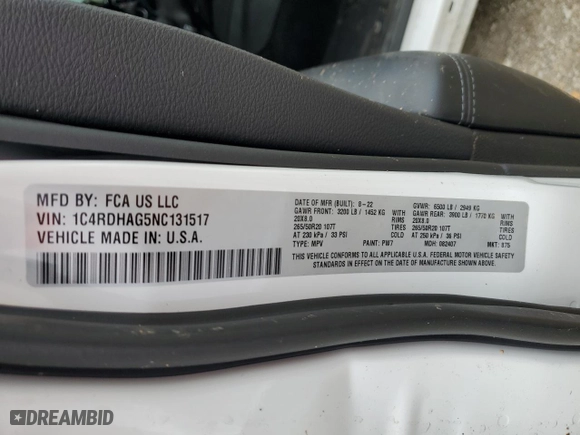 MFD BY: FCA US LLC
VIN: 1C4RDHAG5NC131517
VEHICLE MADE IN: U.S.A.
DATE OF MFR (BUILT): 8-22 GVWR: 6500 LB / 2949 KG
GAWR FRONT: 3200 LB / 1452 KG WITH GAWR REAR: 3900 LB / 1770 KG WITH
20X8.0 RIMS 20X8.0 RIMS
265/50R20 107T TIRES 265/50R20 107T TIRES
AT 230 kPa / 33 PSI COLD AT 250 kPa / 36 PSI COLD
TYPE: MPV PAINT: PW7 MDH: 082407
THIS VEHICLE CONFORMS TO ALL APPLICABLE U.S.A. FEDERAL MOTOR VEHICLE SAFETY
STANDARDS IN EFFECT ON THE DATE OF MANUFACTURE SHOWN ABOVE.
DREAMBID